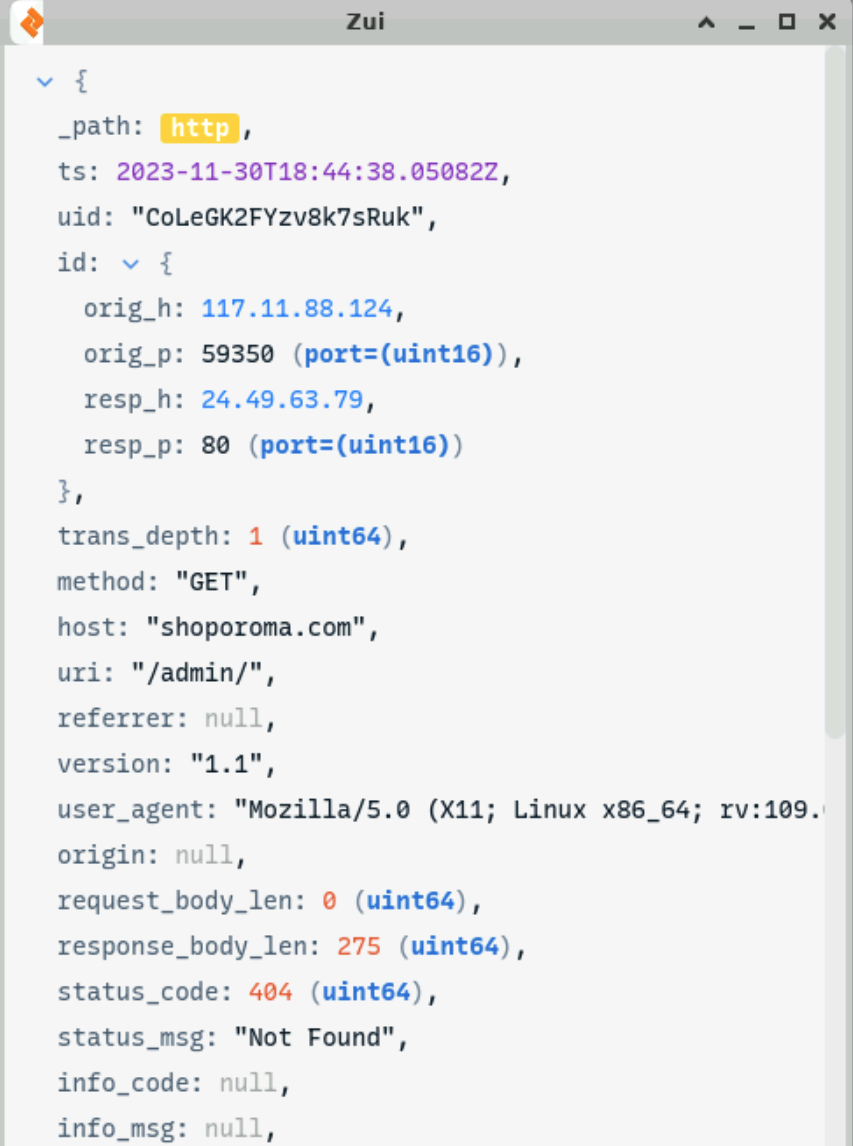 Zui
{
_path: http,
ts: 2023-11-30T18:44:38.05082Z,
uid: "CoLeGK2FYzv8k7sRuk",
id: {
orig_h: 117.11.88.124,
orig_p: 59350 (port=(uint16)),
resp_h: 24.49.63.79,
resp_p: 80 (port=(uint16))
},
trans_depth: 1 (uint64),
method: "GET",
host: "shoporoma.com",
uri: "/admin/",
referrer: null,
version: "1.1",
user_agent: "Mozilla/5.0 (X11; Linux x86_64; rv:109.
origin: null,
request_body_len: 0 (uint64),
response_body_len: 275 (uint64),
status_code: 404 (uint64),
status_msg: "Not Found",
info_code: null,
info_msg: null,